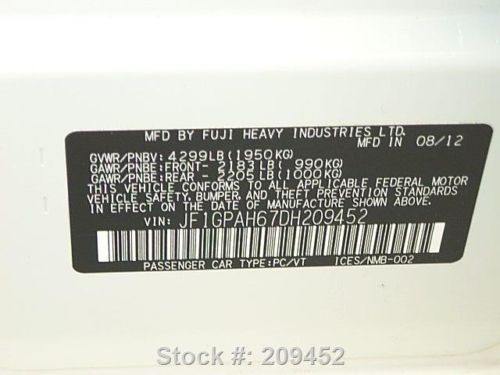 MFD BY FUJI HEAVY INDUSTRIES LTD.
MFD IN 08/12
GVWR/PNBV: 4299LB(1950KG)
GAWR/PNBE:FRONT- 2183LB( 990KG)
GAWR/PNBE:REAR - 2205LB(1000KG)
THIS VEHICLE CONFORMS TO ALL APPLICABLE FEDERAL MOTOR
VEHICLE SAFETY, BUMPER, AND THEFT PREVENTION STANDARDS
IN EFFECT ON THE DATE OF MANUFACTURE SHOWN ABOVE.
VIN: JF1GPAH67DH209452
PASSENGER CAR TYPE:PC/VT ICES/NMB-002
Stock #: 209452